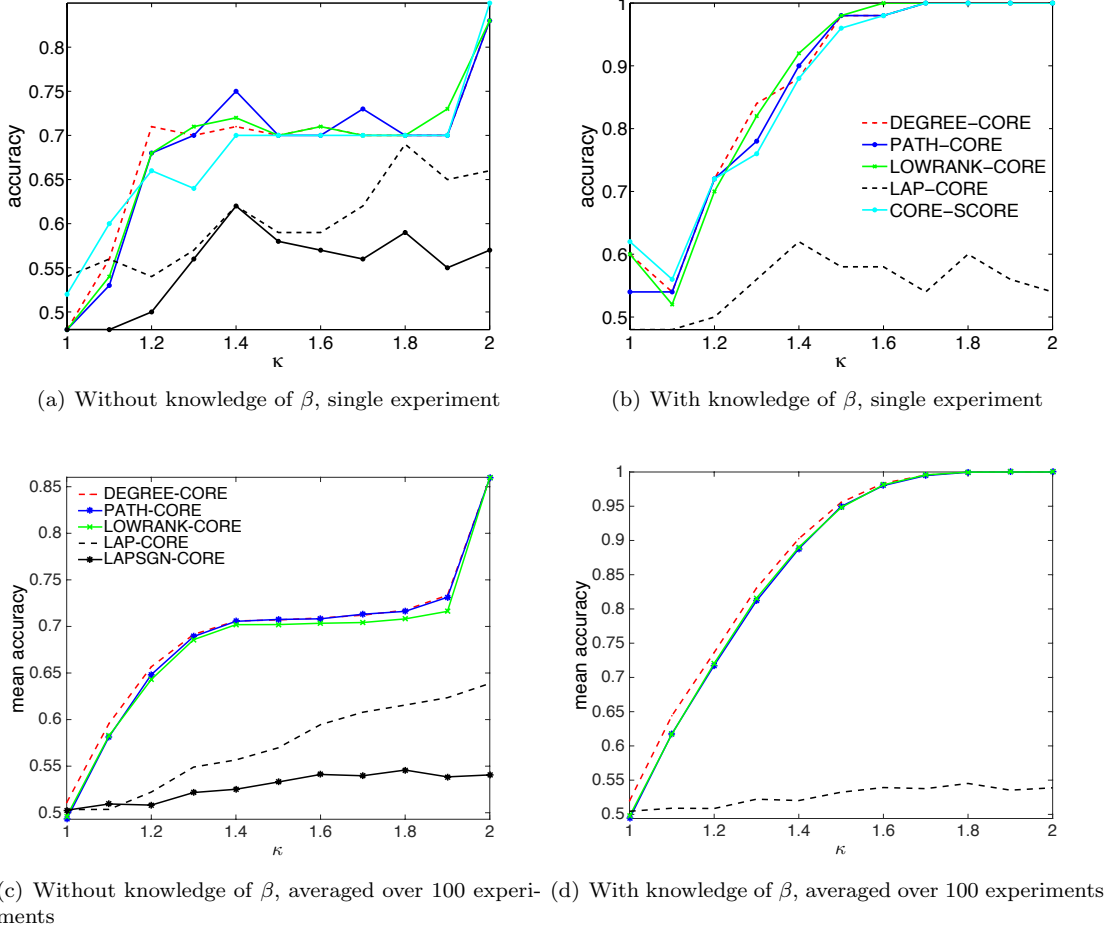 accuracy
0.8
0.75
0.7
0.65
0.6
0.55
0.5
1
1.2
1.4
1.6
1.8
2
κ
(a) Without knowledge of β, single experiment
accuracy
1
0.9
0.8
0.7
0.6
0.5
DEGREE−CORE
PATH−CORE
LOWRANK−CORE
LAP−CORE
CORE−SCORE
1
1.2
1.4
1.6
1.8
2
κ
(b) With knowledge of β, single experiment
mean accuracy
0.85
0.8
0.75
0.7
0.65
0.6
0.55
0.5
DEGREE-CORE
PATH-CORE
LOWRANK-CORE
LAP-CORE
LAPSGN-CORE
1
1.2
1.4
1.6
1.8
2
κ
(c) Without knowledge of β, averaged over 100 experi-
ments
mean accuracy
1
0.95
0.9
0.85
0.8
0.75
0.7
0.65
0.6
0.55
0.5
1
1.2
1.4
1.6
1.8
2
κ
(d) With knowledge of β, averaged over 100 experiments